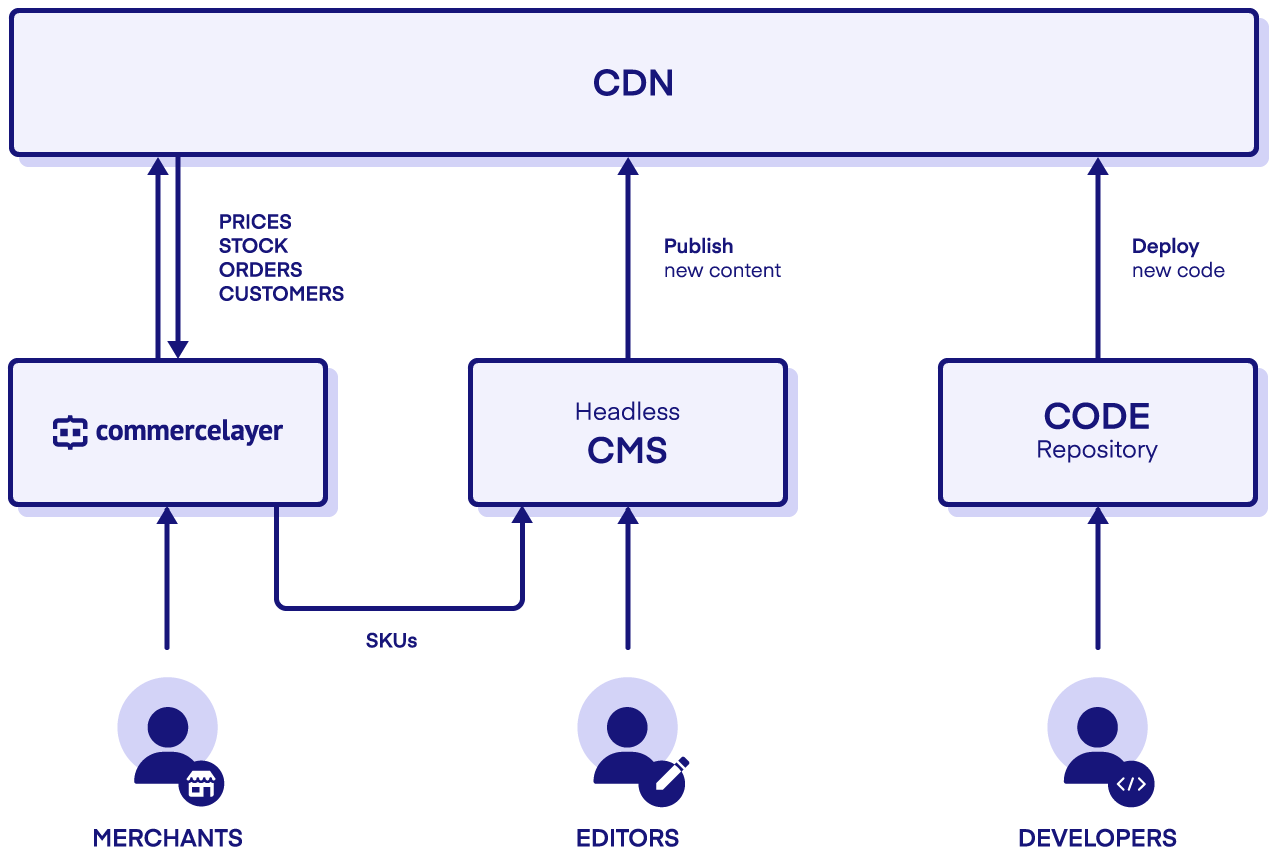 CDN
PRICES
STOCK
ORDERS
CUSTOMERS
Publish
new content
Deploy
new code
commercelayer
Headless
CMS
CODE
Repository
SKUs
MERCHANTS
EDITORS
DEVELOPERS